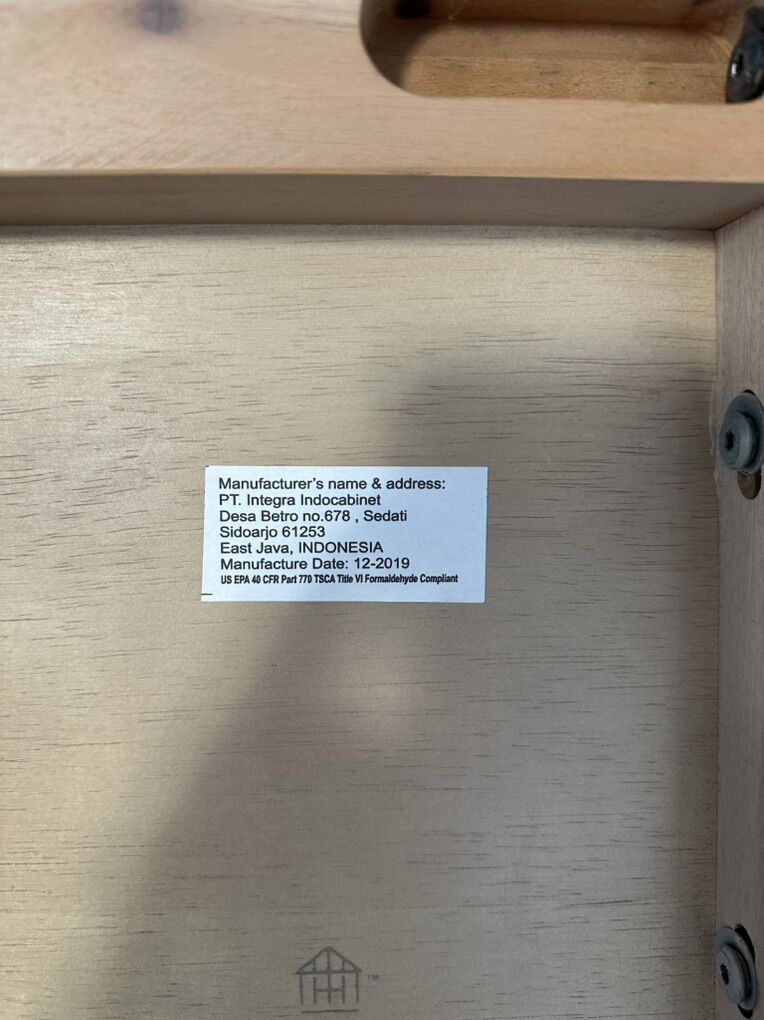 Manufacturer's name & address:
PT. Integra Indocabinet
Desa Betro no.678 , Sedati
Sidoarjo 61253
East Java, INDONESIA
Manufacture Date: 12-2019
US EPA 40 CFR Part 770 TSCA Title VI Formaldehyde Compliant
TM